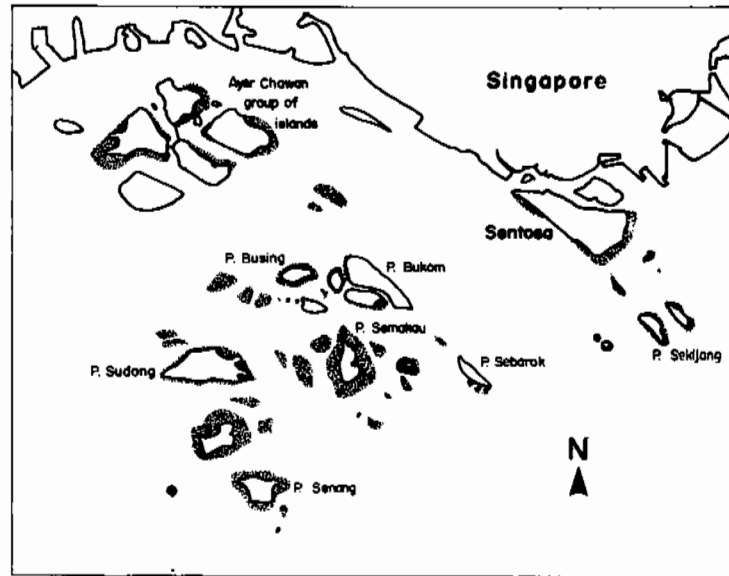 Ayer Chawan
group of
islands
Singapore
Sentosa
P. Busing
P. Bukom
P. Semakau
P. Sudong
P. Sebarok
P. Sekijang
N
P. Senang